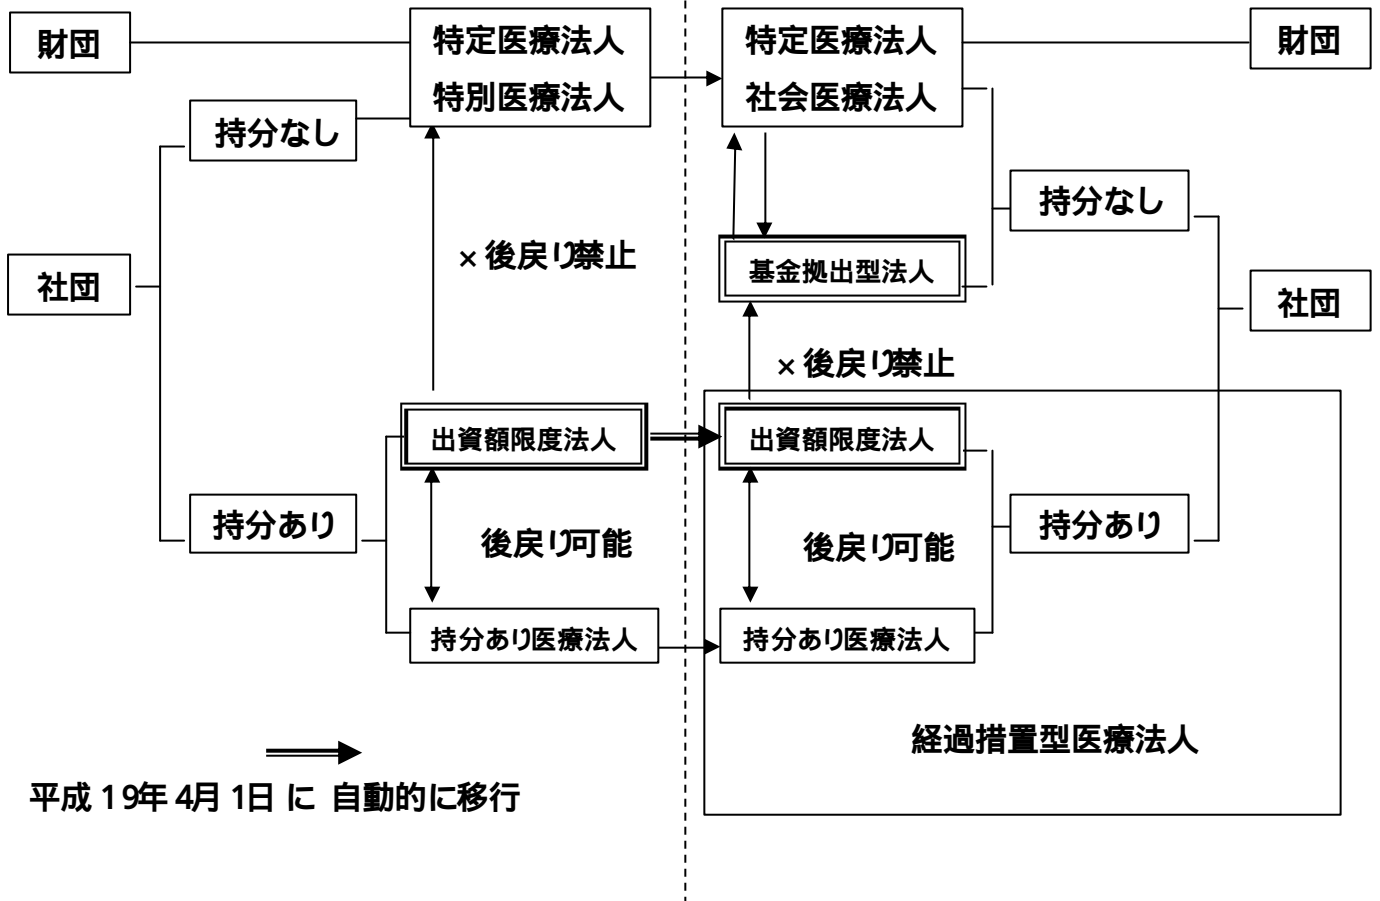 財団
特定医療法人
特別医療法人
持分なし
社団
×後戻り禁止
出資額限度法人
持分あり
後戻り可能
持分あり医療法人
平成19年4月1日に 自動的に移行
特定医療法人
社会医療法人
財団
持分なし
基金拠出型法人
社団
×後戻り禁止
出資額限度法人
持分あり
後戻り可能
持分あり医療法人
経過措置型医療法人